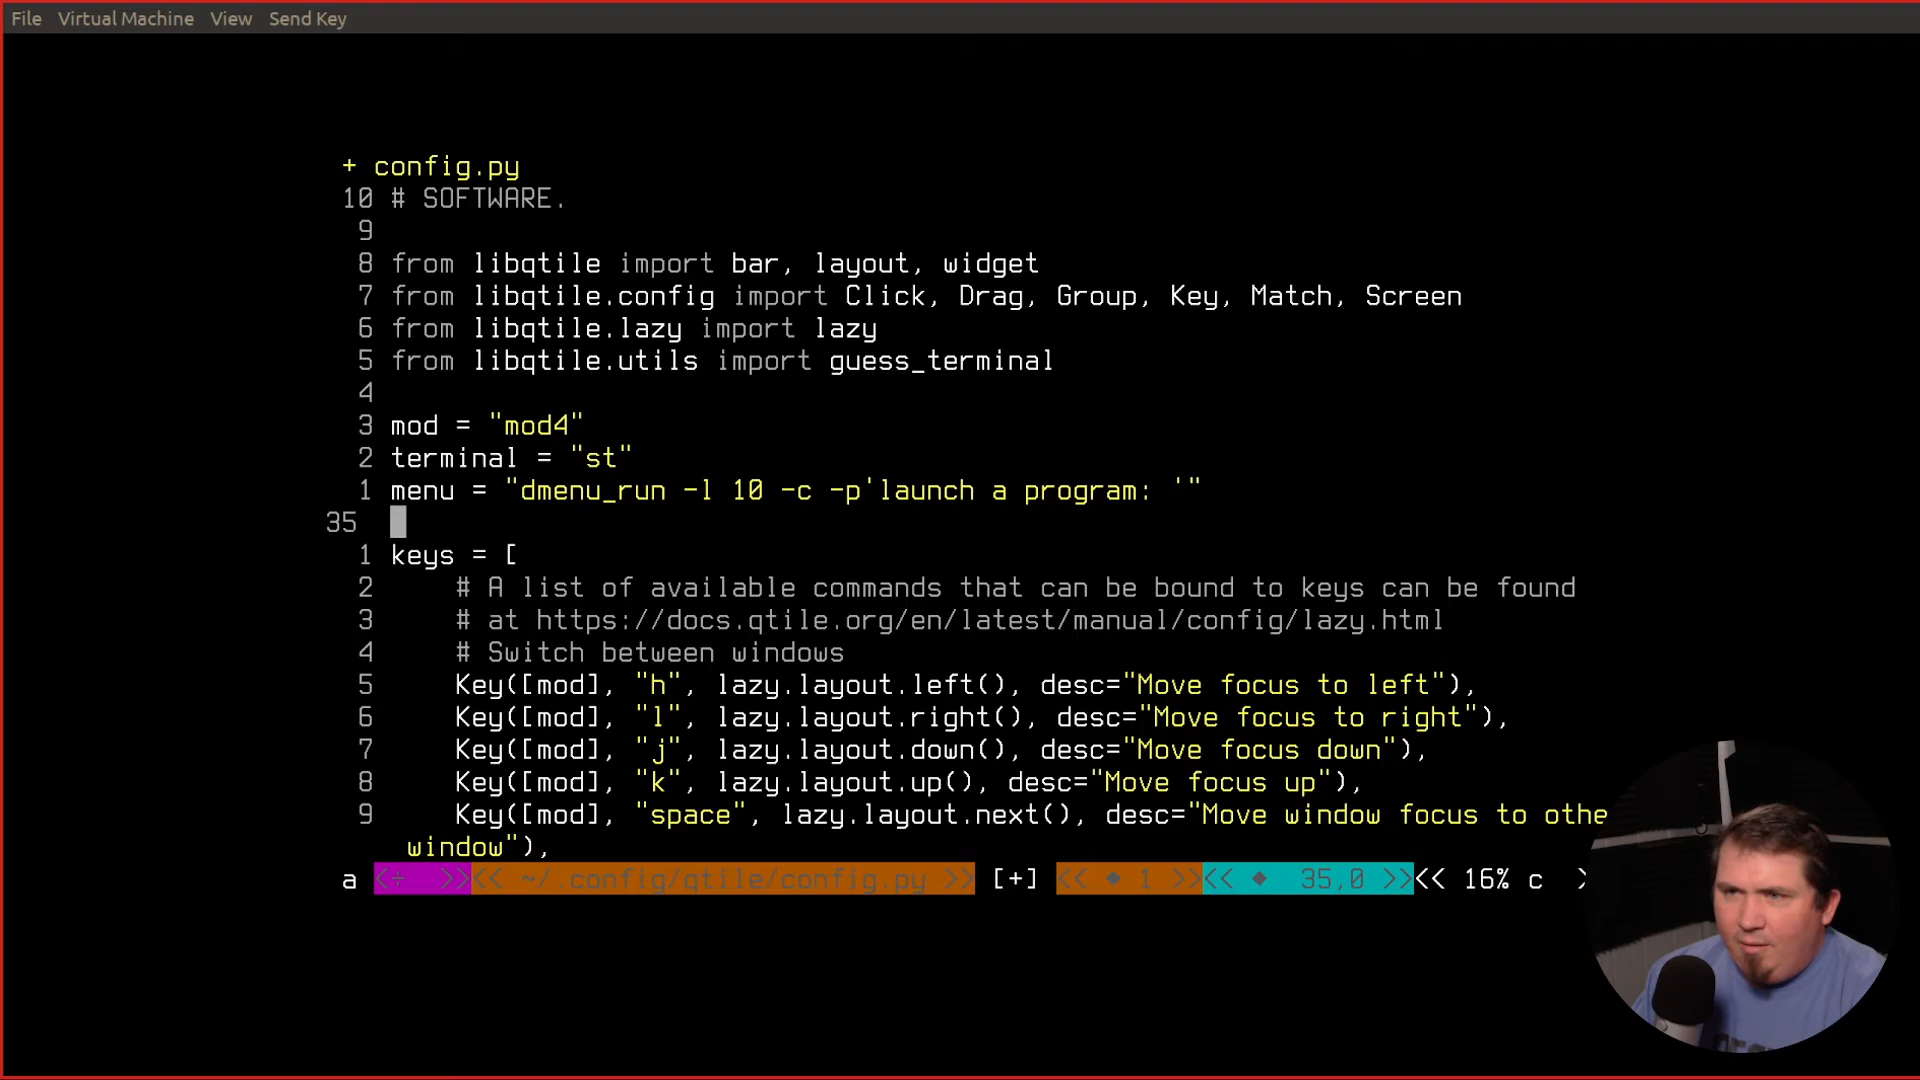 File Virtual Machine View Send Key
+ config.py
10 # SOFTWARE.
9
8 from libqtile import bar, layout, widget
7 from libqtile.config import Click, Drag, Group, Key, Match, Screen
6 from libqtile.lazy import lazy
5 from libqtile.utils import guess_terminal
4
3 mod = "mod4"
2 terminal = "st"
1 menu = "dmenu_run -l 10 -c -p'launch a program: '"
35
1 keys = [
2     # A list of available commands that can be bound to keys can be found
3     # at https://docs.qtile.org/en/latest/manual/config/lazy.html
4     # Switch between windows
5     Key([mod], "h", lazy.layout.left(), desc="Move focus to left"),
6     Key([mod], "l", lazy.layout.right(), desc="Move focus to right"),
7     Key([mod], "j", lazy.layout.down(), desc="Move focus down"),
8     Key([mod], "k", lazy.layout.up(), desc="Move focus up"),
9     Key([mod], "space", lazy.layout.next(), desc="Move window focus to othe
window"),
a <÷ >><< ~/.config/qtile/config.py >> [+] << ◆ 1 >><< ◆ 35,0 >><< 16% c >